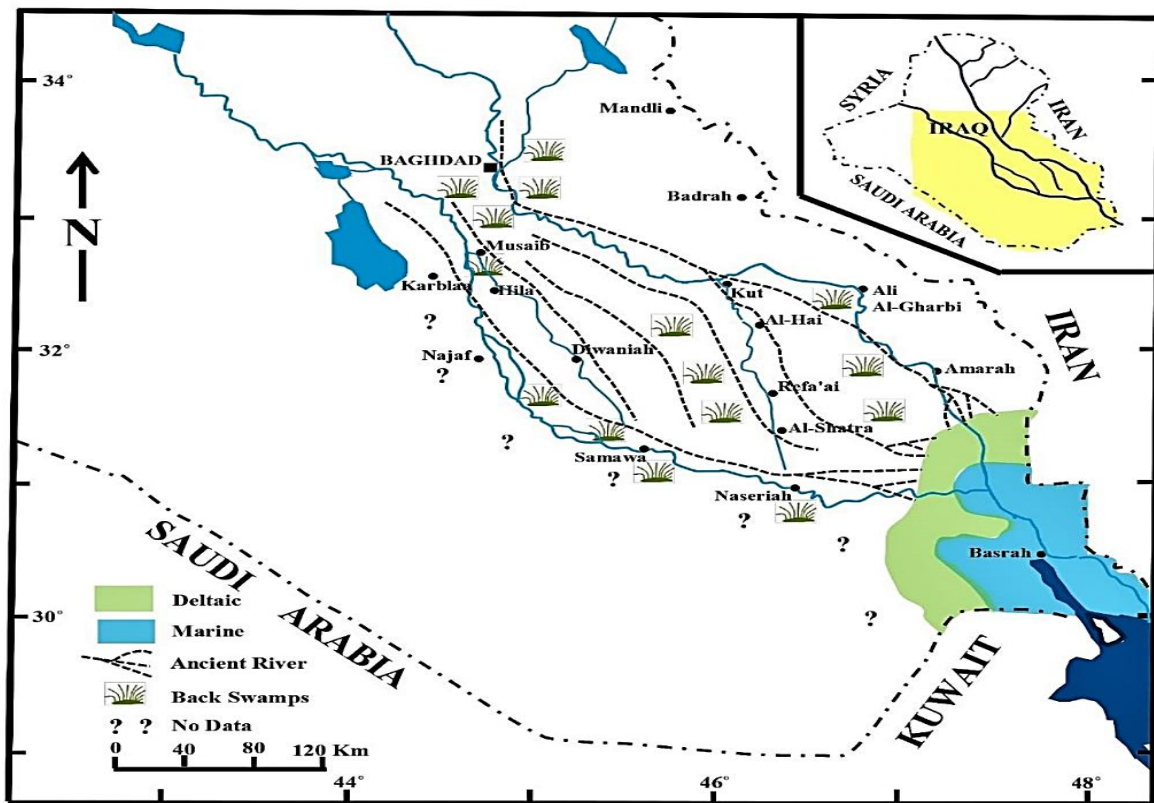 34°
32°
30°
44°
46°
48°
N
BAGHDAD
Mandli
Badrah
Musaib
Karblaa
Hila
Kut
Ali
Al-Gharbi
Al-Hai
Najaf
Diwaniah
Amarah
Refa'ai
Al-Shatra
Samawa
Naseriah
Basrah
?
?
?
?
?
?
?
IRAN
SAUDI ARABIA
KUWAIT
SYRIA
IRAN
IRAQ
SAUDI ARABIA
Deltaic
Marine
Ancient River
Back Swamps
? ? No Data
0 40 80 120 Km